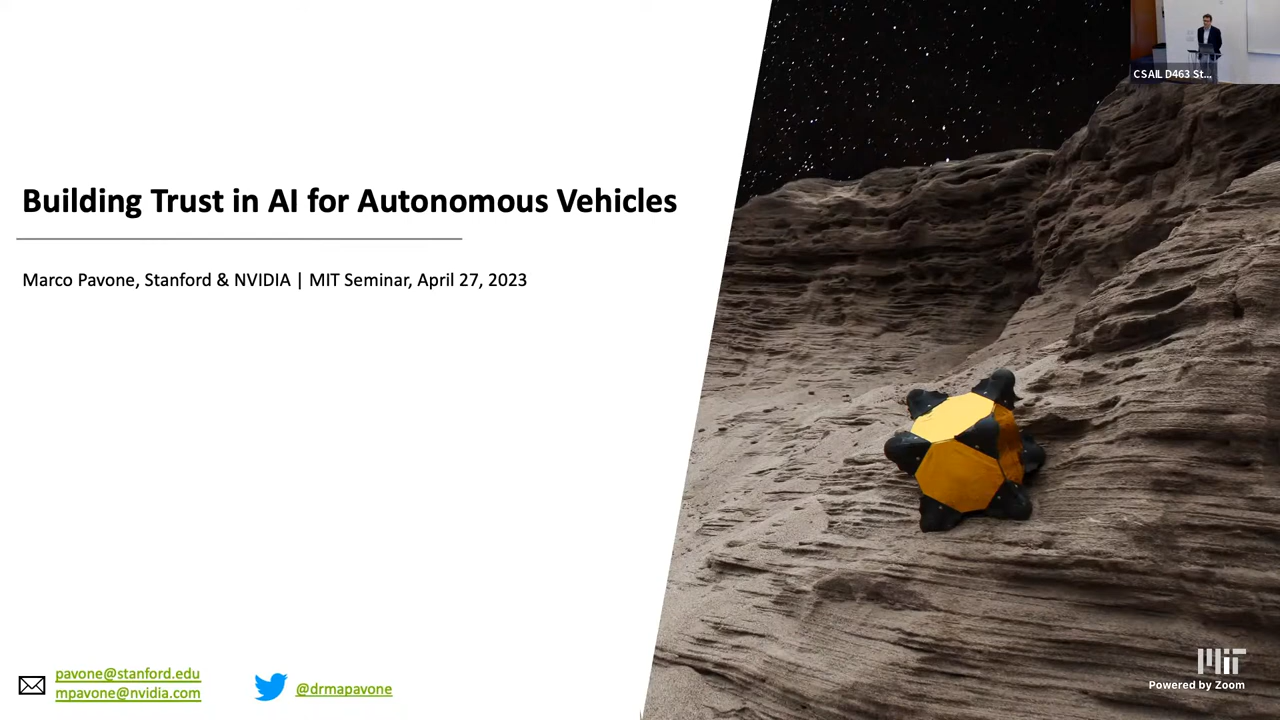 CSAIL D463 St...
Building Trust in AI for Autonomous Vehicles
Marco Pavone, Stanford & NVIDIA | MIT Seminar, April 27, 2023
pavone@stanford.edu
mpavone@nvidia.com
@drmapavone
MIT
Powered by Zoom